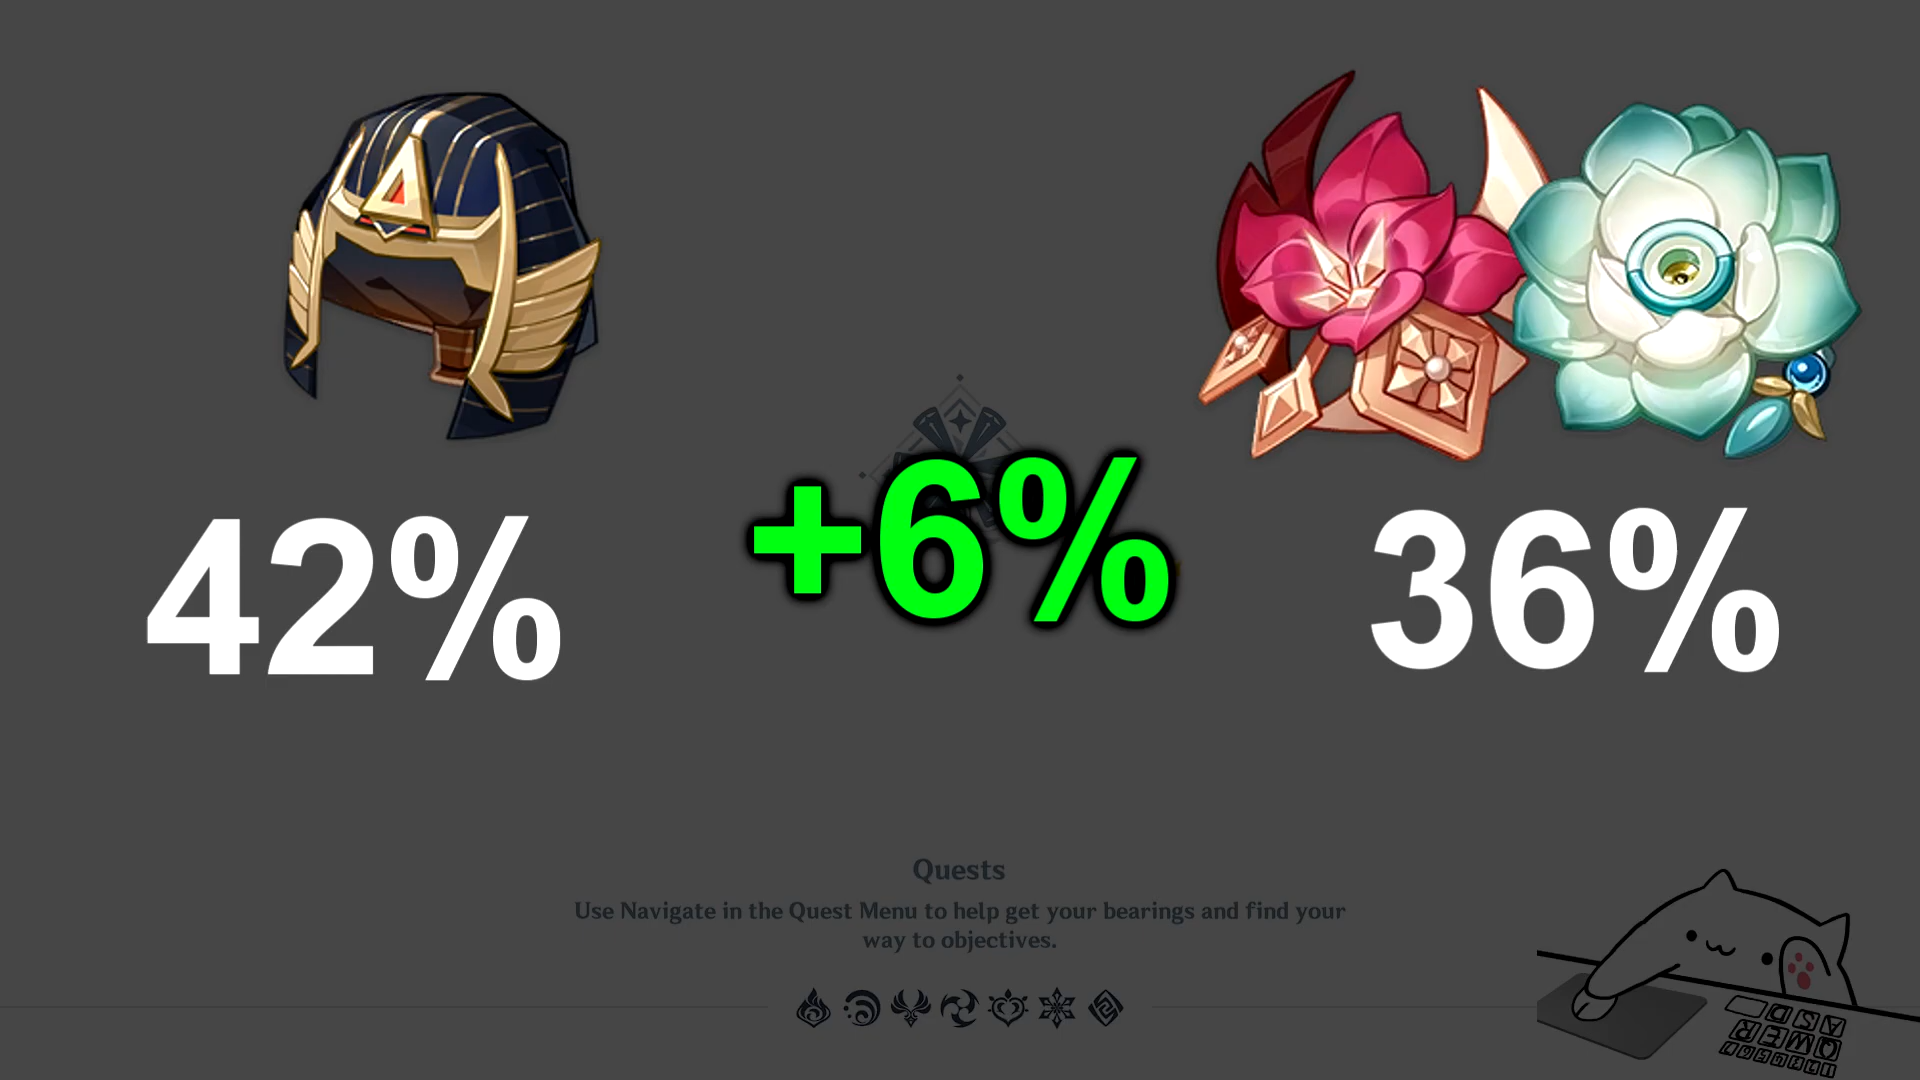 42%
+6%
36%
Quests
Use Navigate in the Quest Menu to help get your bearings and find your
way to objectives.
A S D
Q W E R